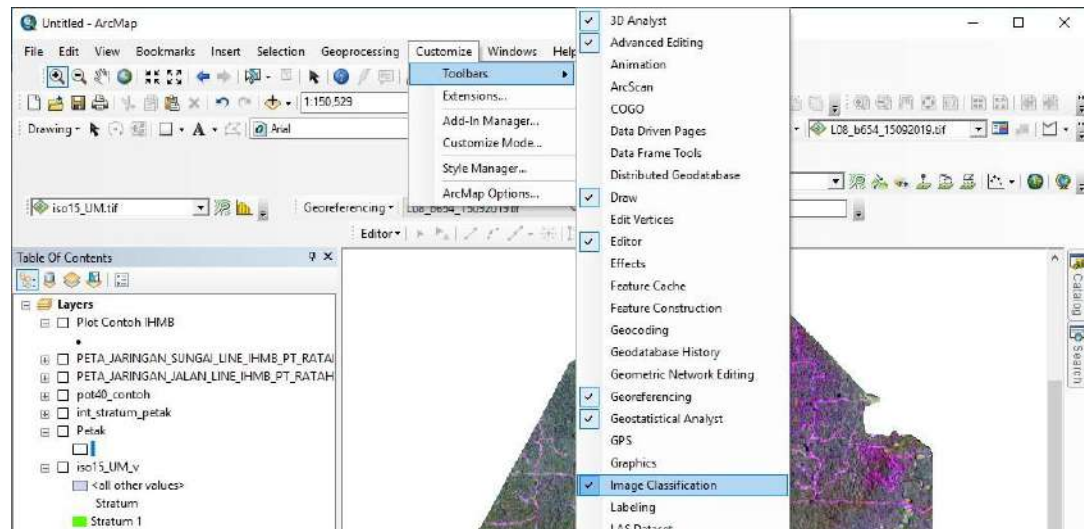 Untitled - ArcMap
File Edit View Bookmarks Insert Selection Geoprocessing Customize Windows Help
1:150,529
Drawing
A
Arial
L08_b654_15092019.tif
iso15_UM.tif
Georeferencing
L08_b654_15092019.tif
Editor
Toolbars
Extensions...
Add-In Manager...
Customize Mode...
Style Manager...
ArcMap Options...
3D Analyst
Advanced Editing
Animation
ArcScan
COGO
Data Driven Pages
Data Frame Tools
Distributed Geodatabase
Draw
Edit Vertices
Editor
Effects
Feature Cache
Feature Construction
Geocoding
Geodatabase History
Geometric Network Editing
Georeferencing
Geostatistical Analyst
GPS
Graphics
Image Classification
Labeling
LAS Dataset
Table Of Contents
Layers
Plot Contoh IHMB
PETA_JARINGAN_SUNGAI_LINE_IHMB_PT_RATAI
PETA_JARINGAN_JALAN_LINE_IHMB_PT_RATAH
pot40_contoh
int_stratum_petak
Petak
iso15_UM_v
<all other values>
Stratum
Stratum 1
Catalog
Search